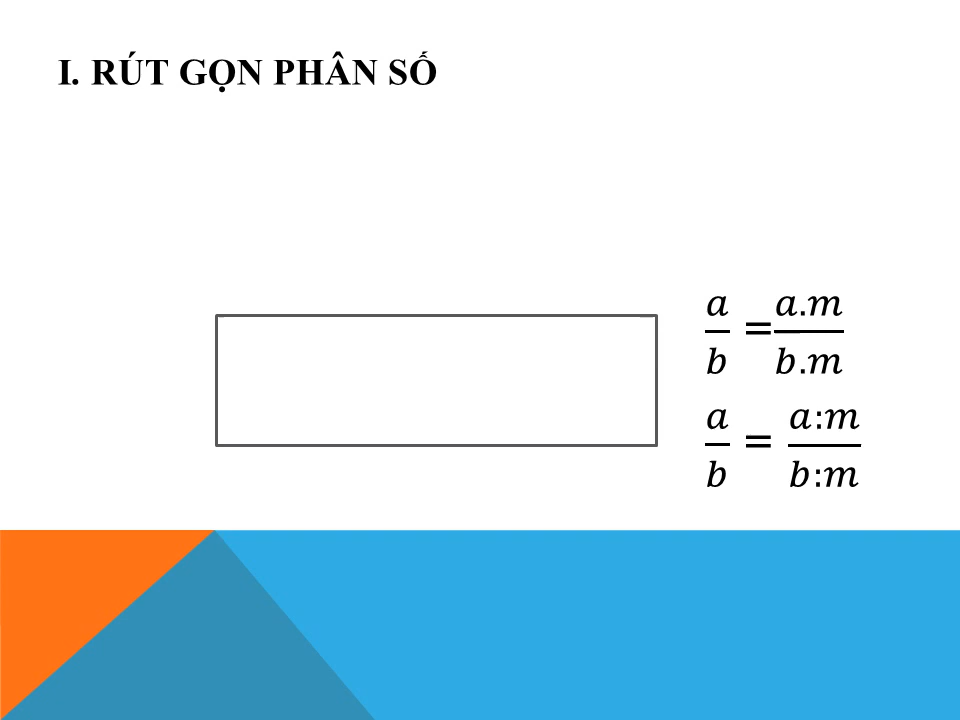 I. RÚT GỌN PHÂN SỐ
a/b = a.m/b.m
a/b = a:m/b:m